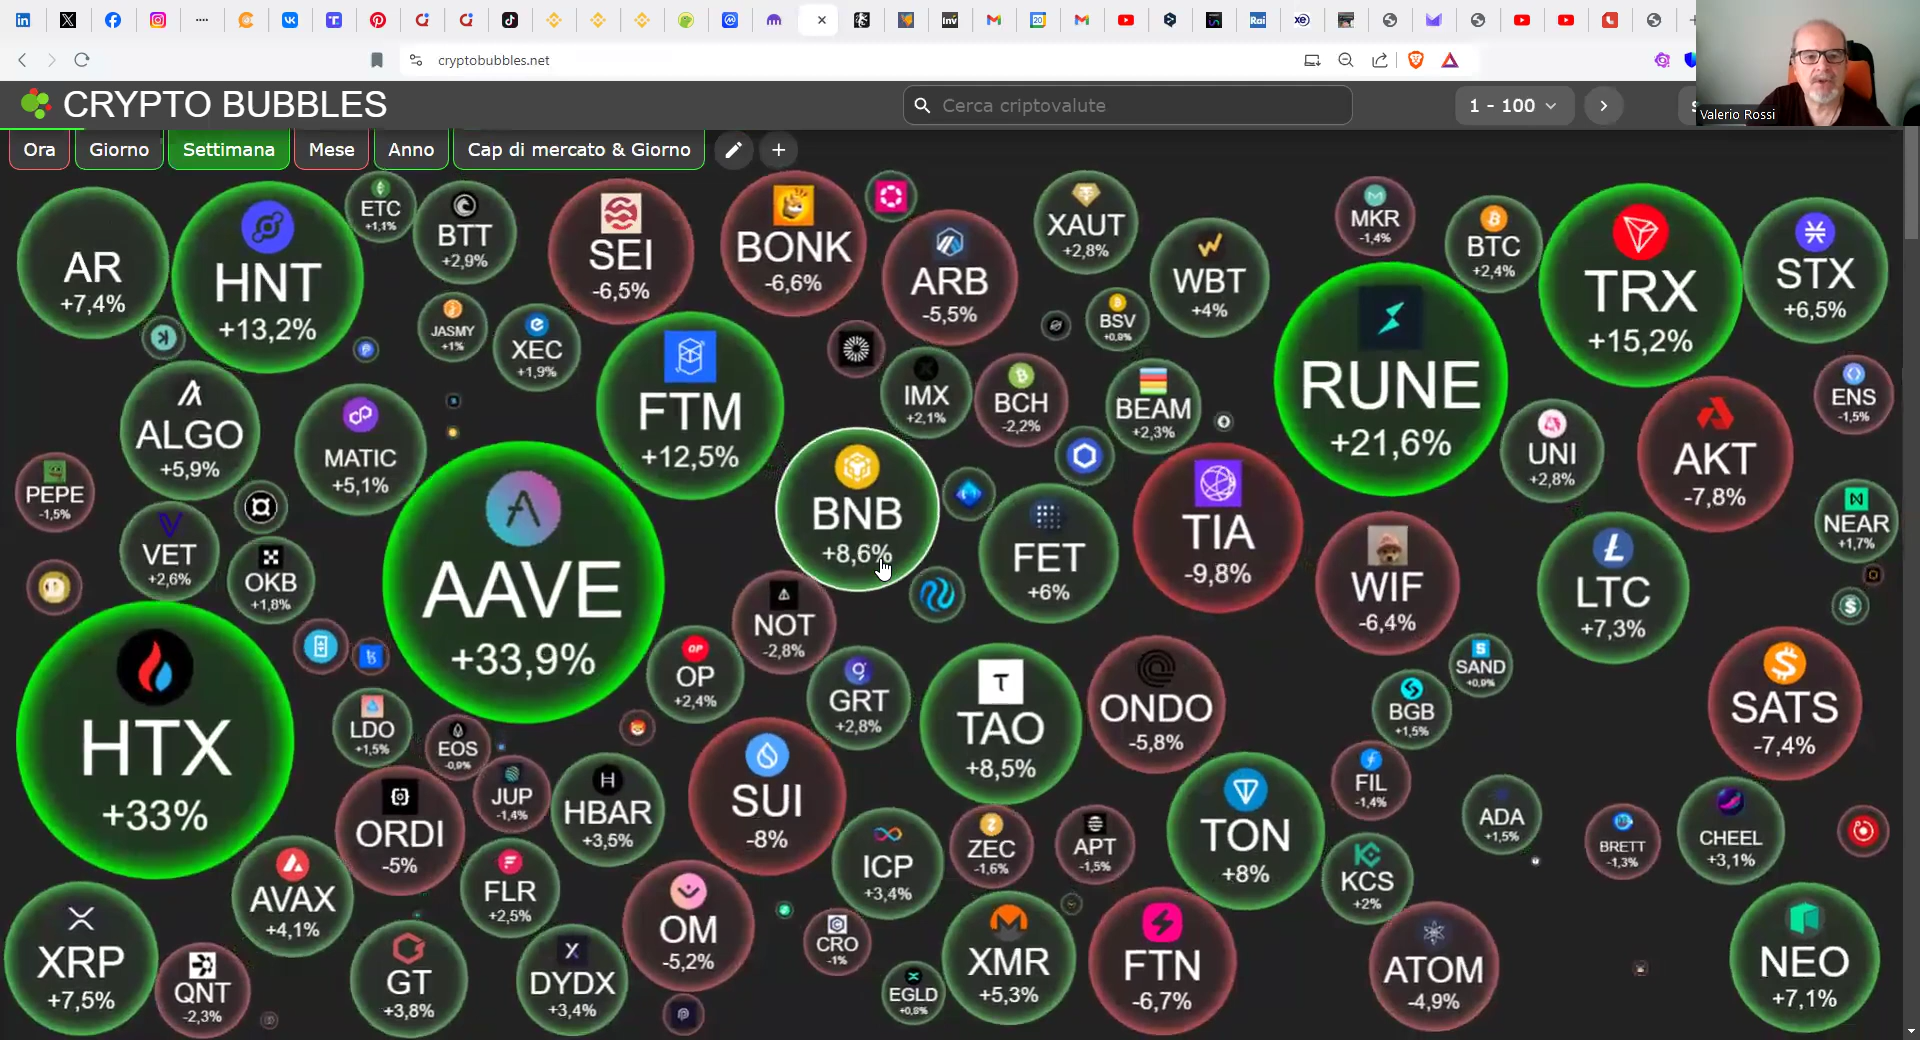 cryptobubbles.net
Valerio Rossi
CRYPTO BUBBLES
Cerca criptovalute
1 - 100
Ora
Giorno
Settimana
Mese
Anno
Cap di mercato & Giorno
AR
+7,4%
HNT
+13,2%
ETC
+1,1%
BTT
+2,9%
SEI
-6,5%
BONK
-6,6%
ARB
-5,5%
XAUT
+2,8%
WBT
+4%
MKR
-1,4%
BTC
+2,4%
TRX
+15,2%
STX
+6,5%
JASMY
+1%
XEC
+1,9%
FTM
+12,5%
BSV
+0,9%
RUNE
+21,6%
ALGO
+5,9%
MATIC
+5,1%
IMX
+2,1%
BCH
-2,2%
BEAM
+2,3%
UNI
+2,8%
AKT
-7,8%
ENS
-1,5%
PEPE
-1,5%
VET
+2,6%
OKB
+1,8%
AAVE
+33,9%
BNB
+8,6%
FET
+6%
TIA
-9,8%
WIF
-6,4%
LTC
+7,3%
NEAR
+1,7%
NOT
-2,8%
OP
+2,4%
GRT
+2,8%
TAO
+8,5%
ONDO
-5,8%
BGB
+1,5%
SAND
+0,9%
SATS
-7,4%
HTX
+33%
LDO
+1,5%
EOS
-0,9%
JUP
-1,4%
HBAR
+3,5%
SUI
-8%
ORDI
-5%
ICP
+3,4%
ZEC
-1,6%
APT
-1,5%
TON
+8%
FIL
-1,4%
KCS
+2%
ADA
+1,5%
BRETT
-1,3%
CHEEL
+3,1%
XRP
+7,5%
QNT
-2,3%
AVAX
+4,1%
GT
+3,8%
FLR
+2,5%
DYDX
+3,4%
OM
-5,2%
CRO
-1%
EGLD
+0,8%
XMR
+5,3%
FTN
-6,7%
ATOM
-4,9%
NEO
+7,1%